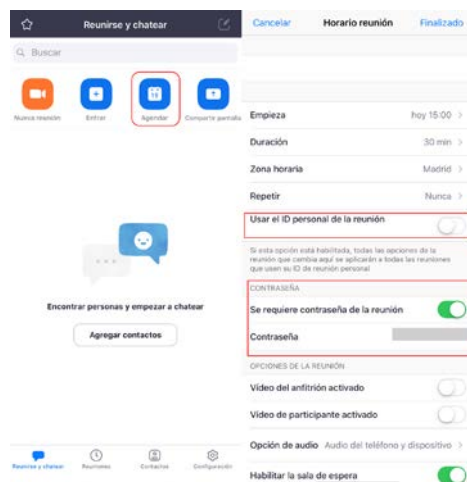 Reunirse y chatear
Buscar
Nueva reunión
Entrar
Agendar
Comparte pantalla
Encontrar personas y empezar a chatear
Agregar contactos
Reunirse y chatear
Reuniones
Contactos
Configuración
Cancelar
Horario reunión
Finalizado
Empieza hoy 15:00
Duración 30 min
Zona horaria Madrid
Repetir Nunca
Usar el ID personal de la reunión
Si esta opción está habilitada, todas las opciones de la
reunión que cambia aquí se aplicarán a todas las reuniones
que usen su ID de reunión personal
CONTRASEÑA
Se requiere contraseña de la reunión
Contraseña
OPCIONES DE LA REUNIÓN
Vídeo del anfitrión activado
Vídeo de participante activado
Opción de audio Audio del teléfono y dispositivo
Habilitar la sala de espera